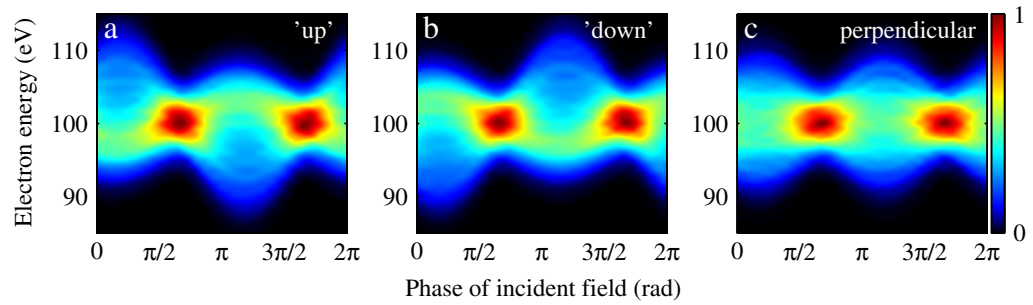 a 'up'
b 'down'
c perpendicular
1
0
Electron energy (eV)
110
100
90
0 π/2 π 3π/2 2π
110
100
90
0 π/2 π 3π/2 2π
110
100
90
0 π/2 π 3π/2 2π
Phase of incident field (rad)